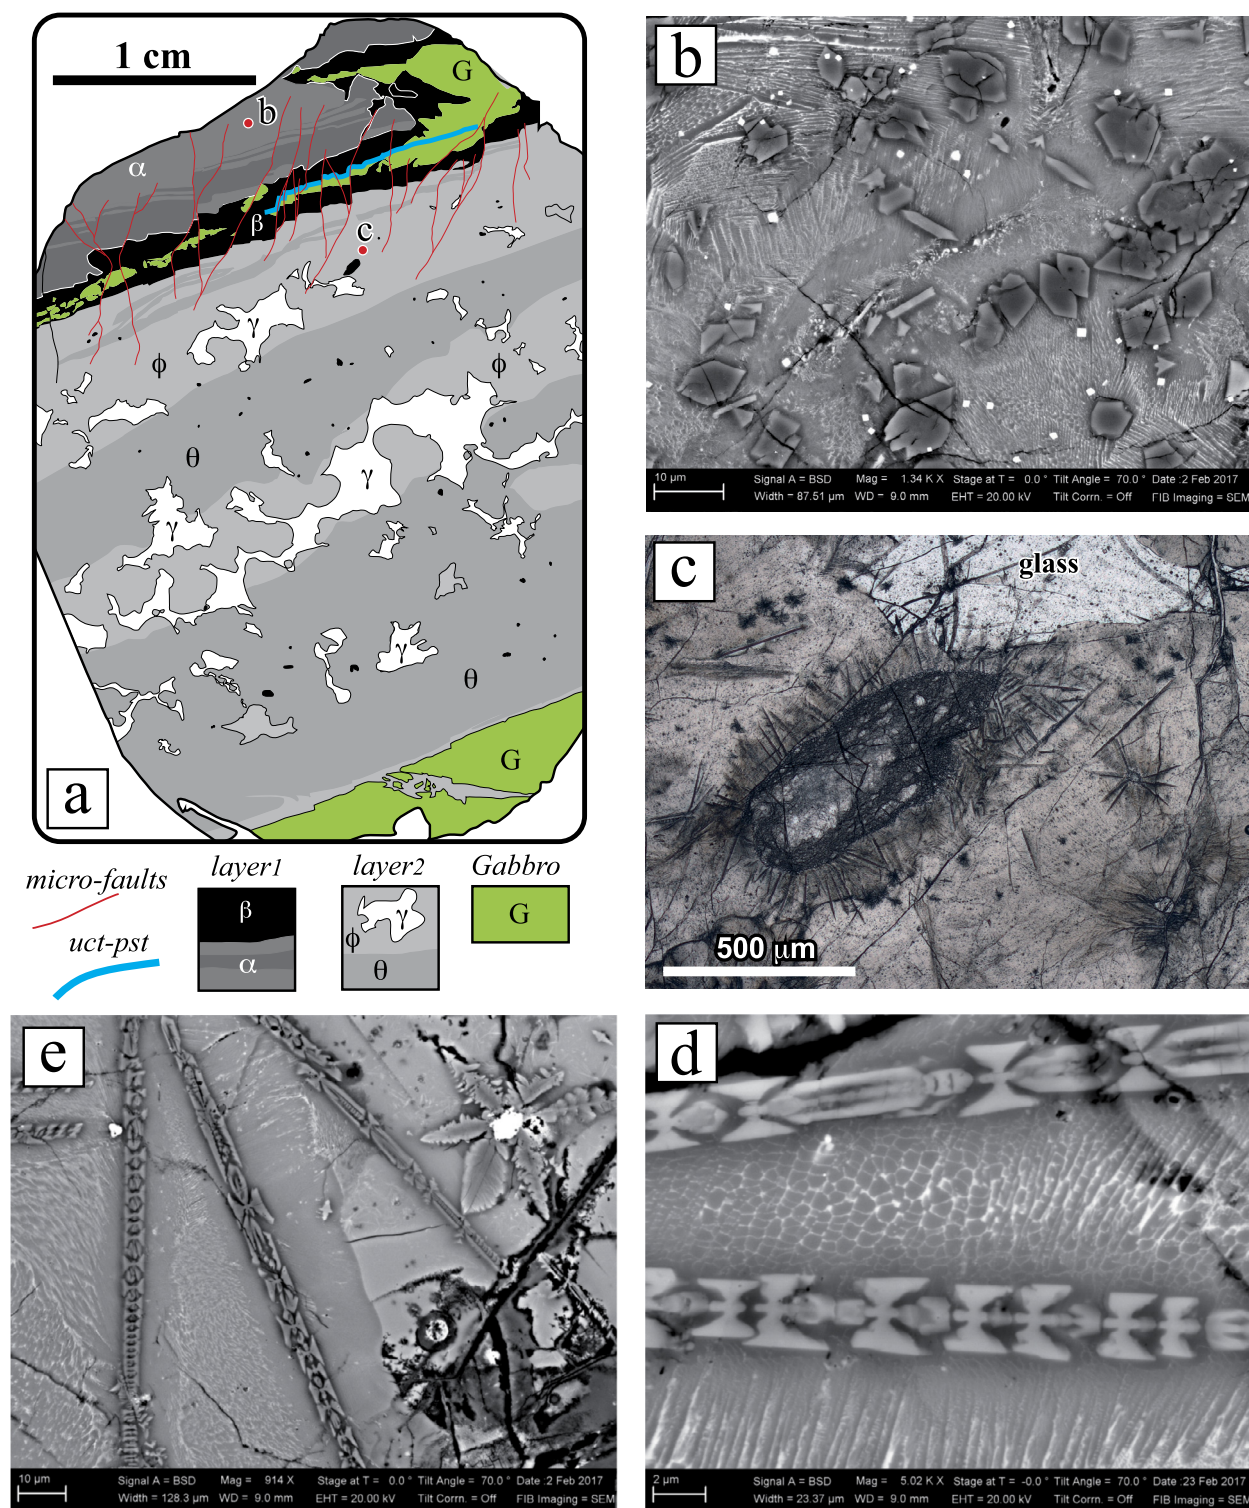 1 cm
G
b
α
β
c
γ
ϕ
ϕ
θ
γ
γ
γ
θ
G
a
micro-faults
uct-pst
layer1
β
α
layer2
γ
ϕ
θ
Gabbro
G
b
10 µm
Signal A = BSD Mag = 1.34 K X Stage at T = 0.0 ° Tilt Angle = 70.0 ° Date :2 Feb 2017
Width = 87.51 µm WD = 9.0 mm EHT = 20.00 kV Tilt Corrn. = Off FIB Imaging = SEM
c
glass
500 µm
e
10 µm
Signal A = BSD Mag = 914 X Stage at T = 0.0 ° Tilt Angle = 70.0 ° Date :2 Feb 2017
Width = 128.3 µm WD = 9.0 mm EHT = 20.00 kV Tilt Corrn. = Off FIB Imaging = SEM
d
2 µm
Signal A = BSD Mag = 5.02 K X Stage at T = -0.0 ° Tilt Angle = 70.0 ° Date :23 Feb 2017
Width = 23.37 µm WD = 9.0 mm EHT = 20.00 kV Tilt Corrn. = Off FIB Imaging = SEM